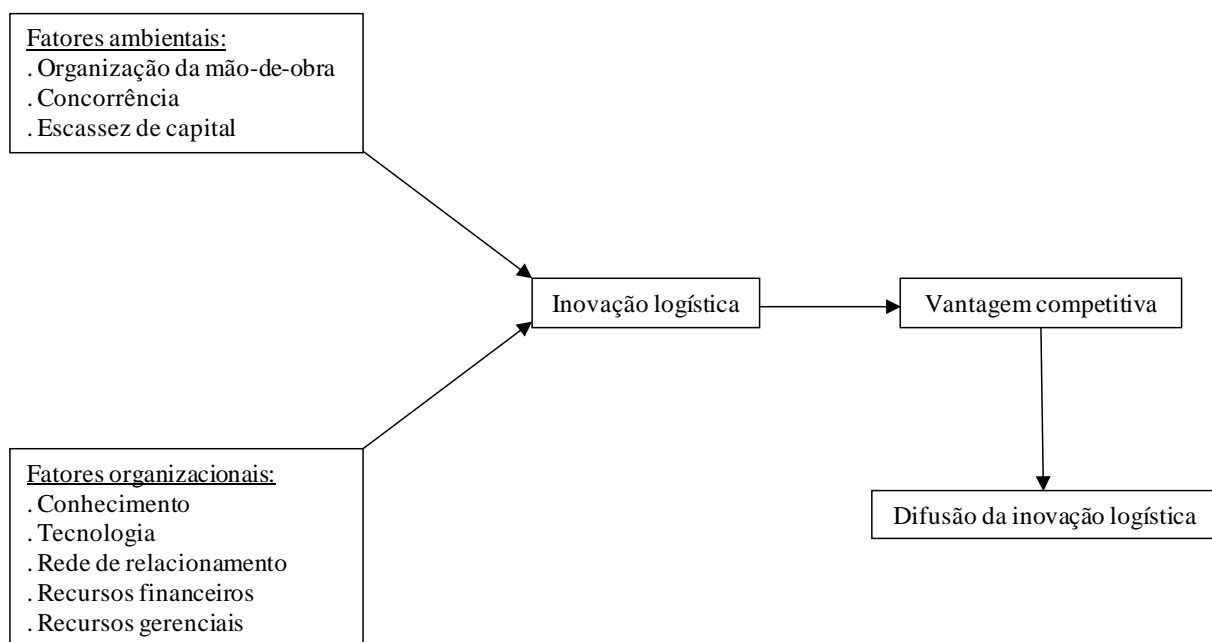 Fatores ambientais:
. Organização da mão-de-obra
. Concorrência
. Escassez de capital
Inovação logística
Vantagem competitiva
Fatores organizacionais:
. Conhecimento
. Tecnologia
. Rede de relacionamento
. Recursos financeiros
. Recursos gerenciais
Difusão da inovação logística